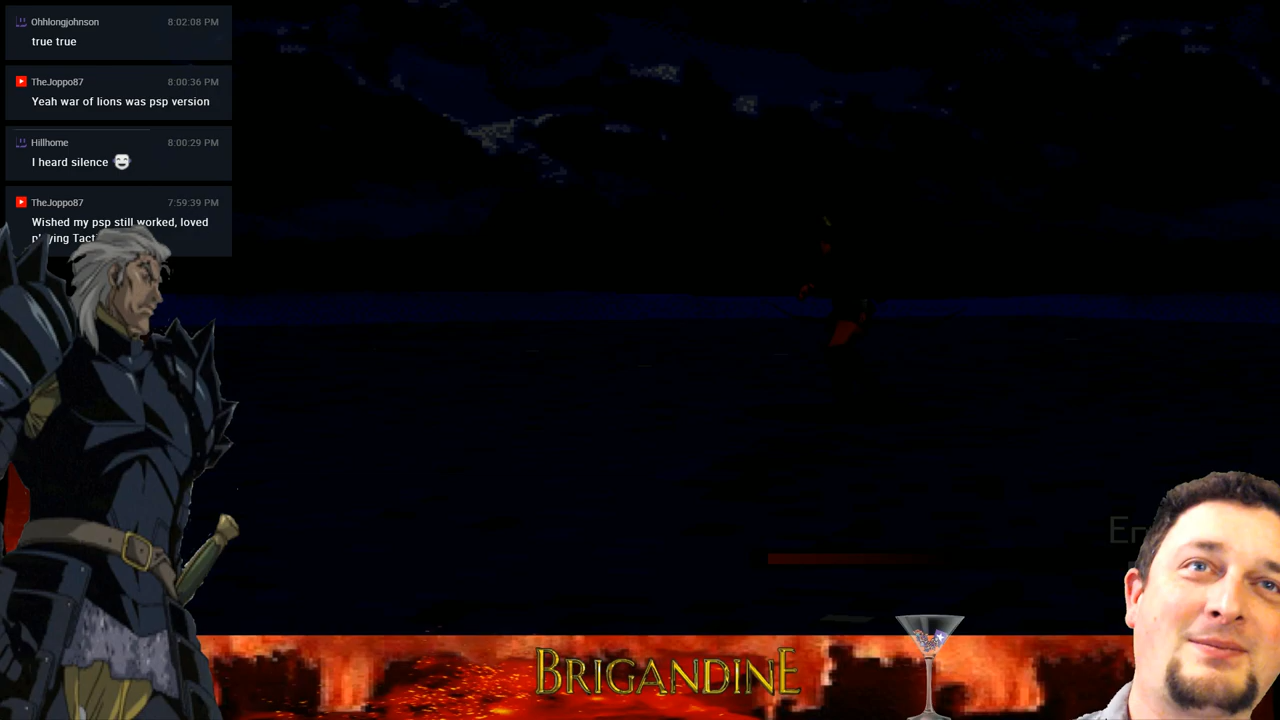 Ohhlongjohnson 8:02:08 PM
true true
TheJoppo87 8:00:36 PM
Yeah war of lions was psp version
Hillhome 8:00:29 PM
I heard silence
TheJoppo87 7:59:39 PM
Wished my psp still worked, loved
BRIGANDINE